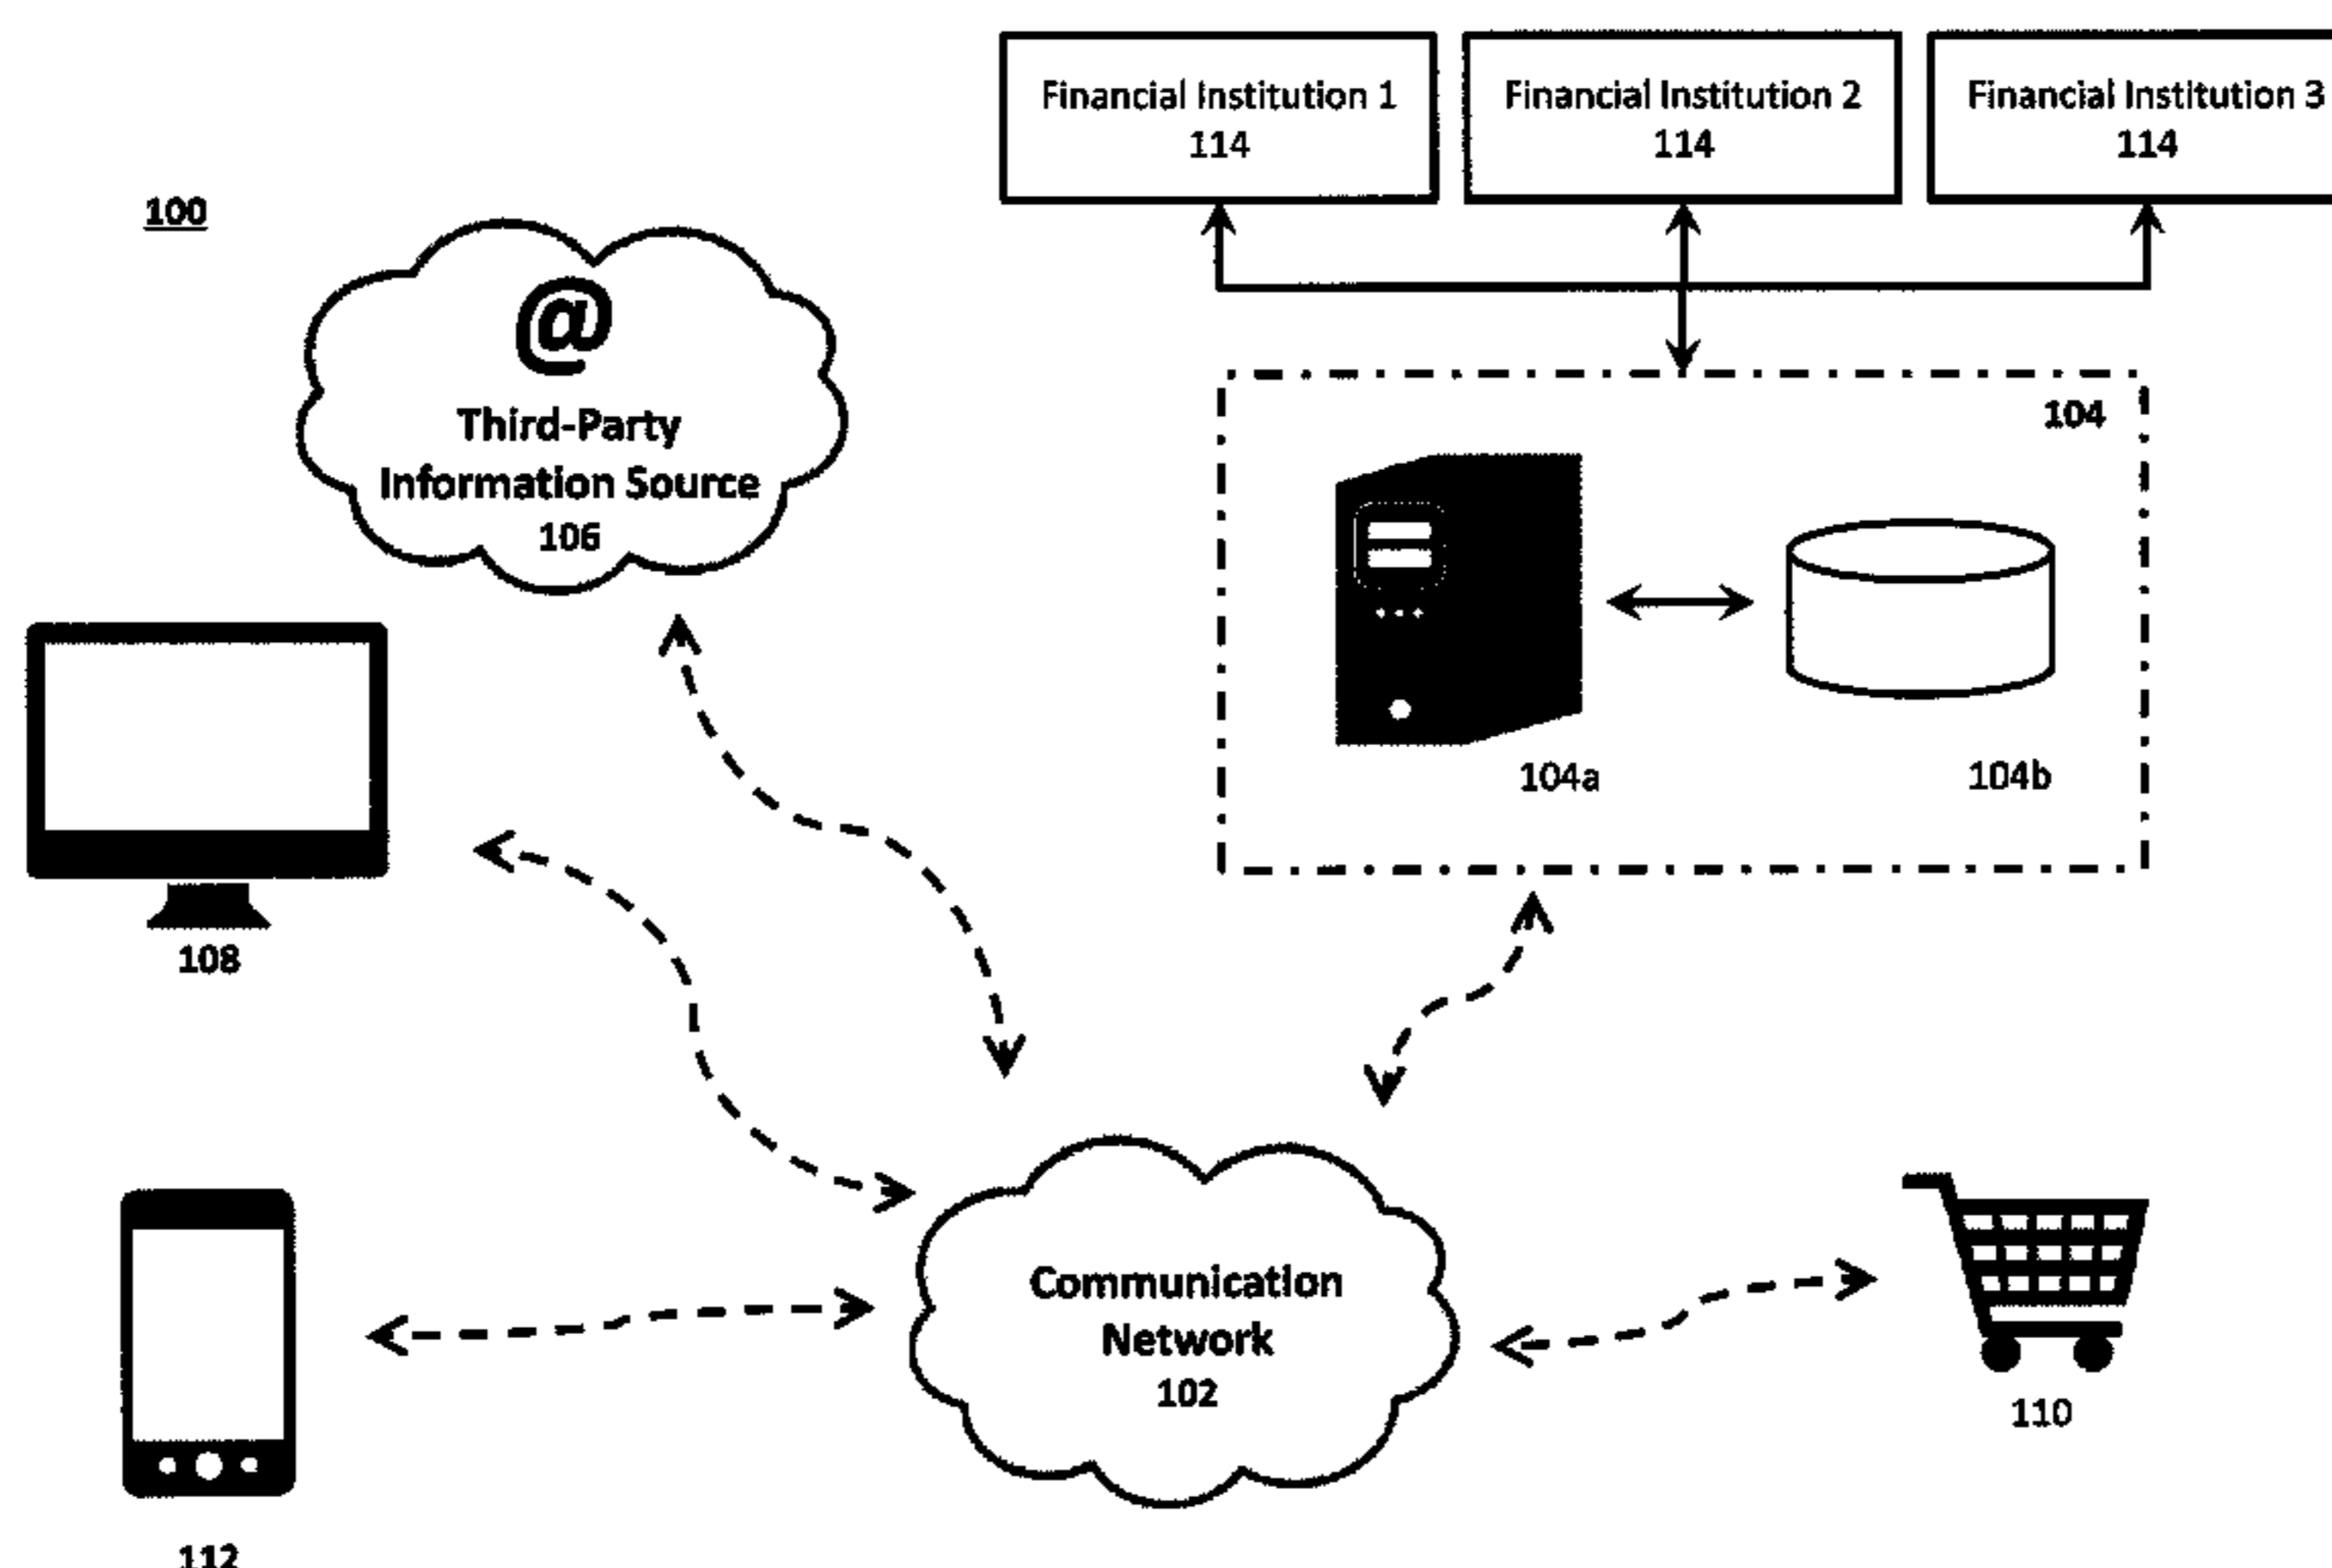 Financial Institution 1
114
Financial Institution 2
114
Financial Institution 3
114
100
@
Third-Party
Information Source
106
104
104a
104b
108
Communication
Network
102
110
112